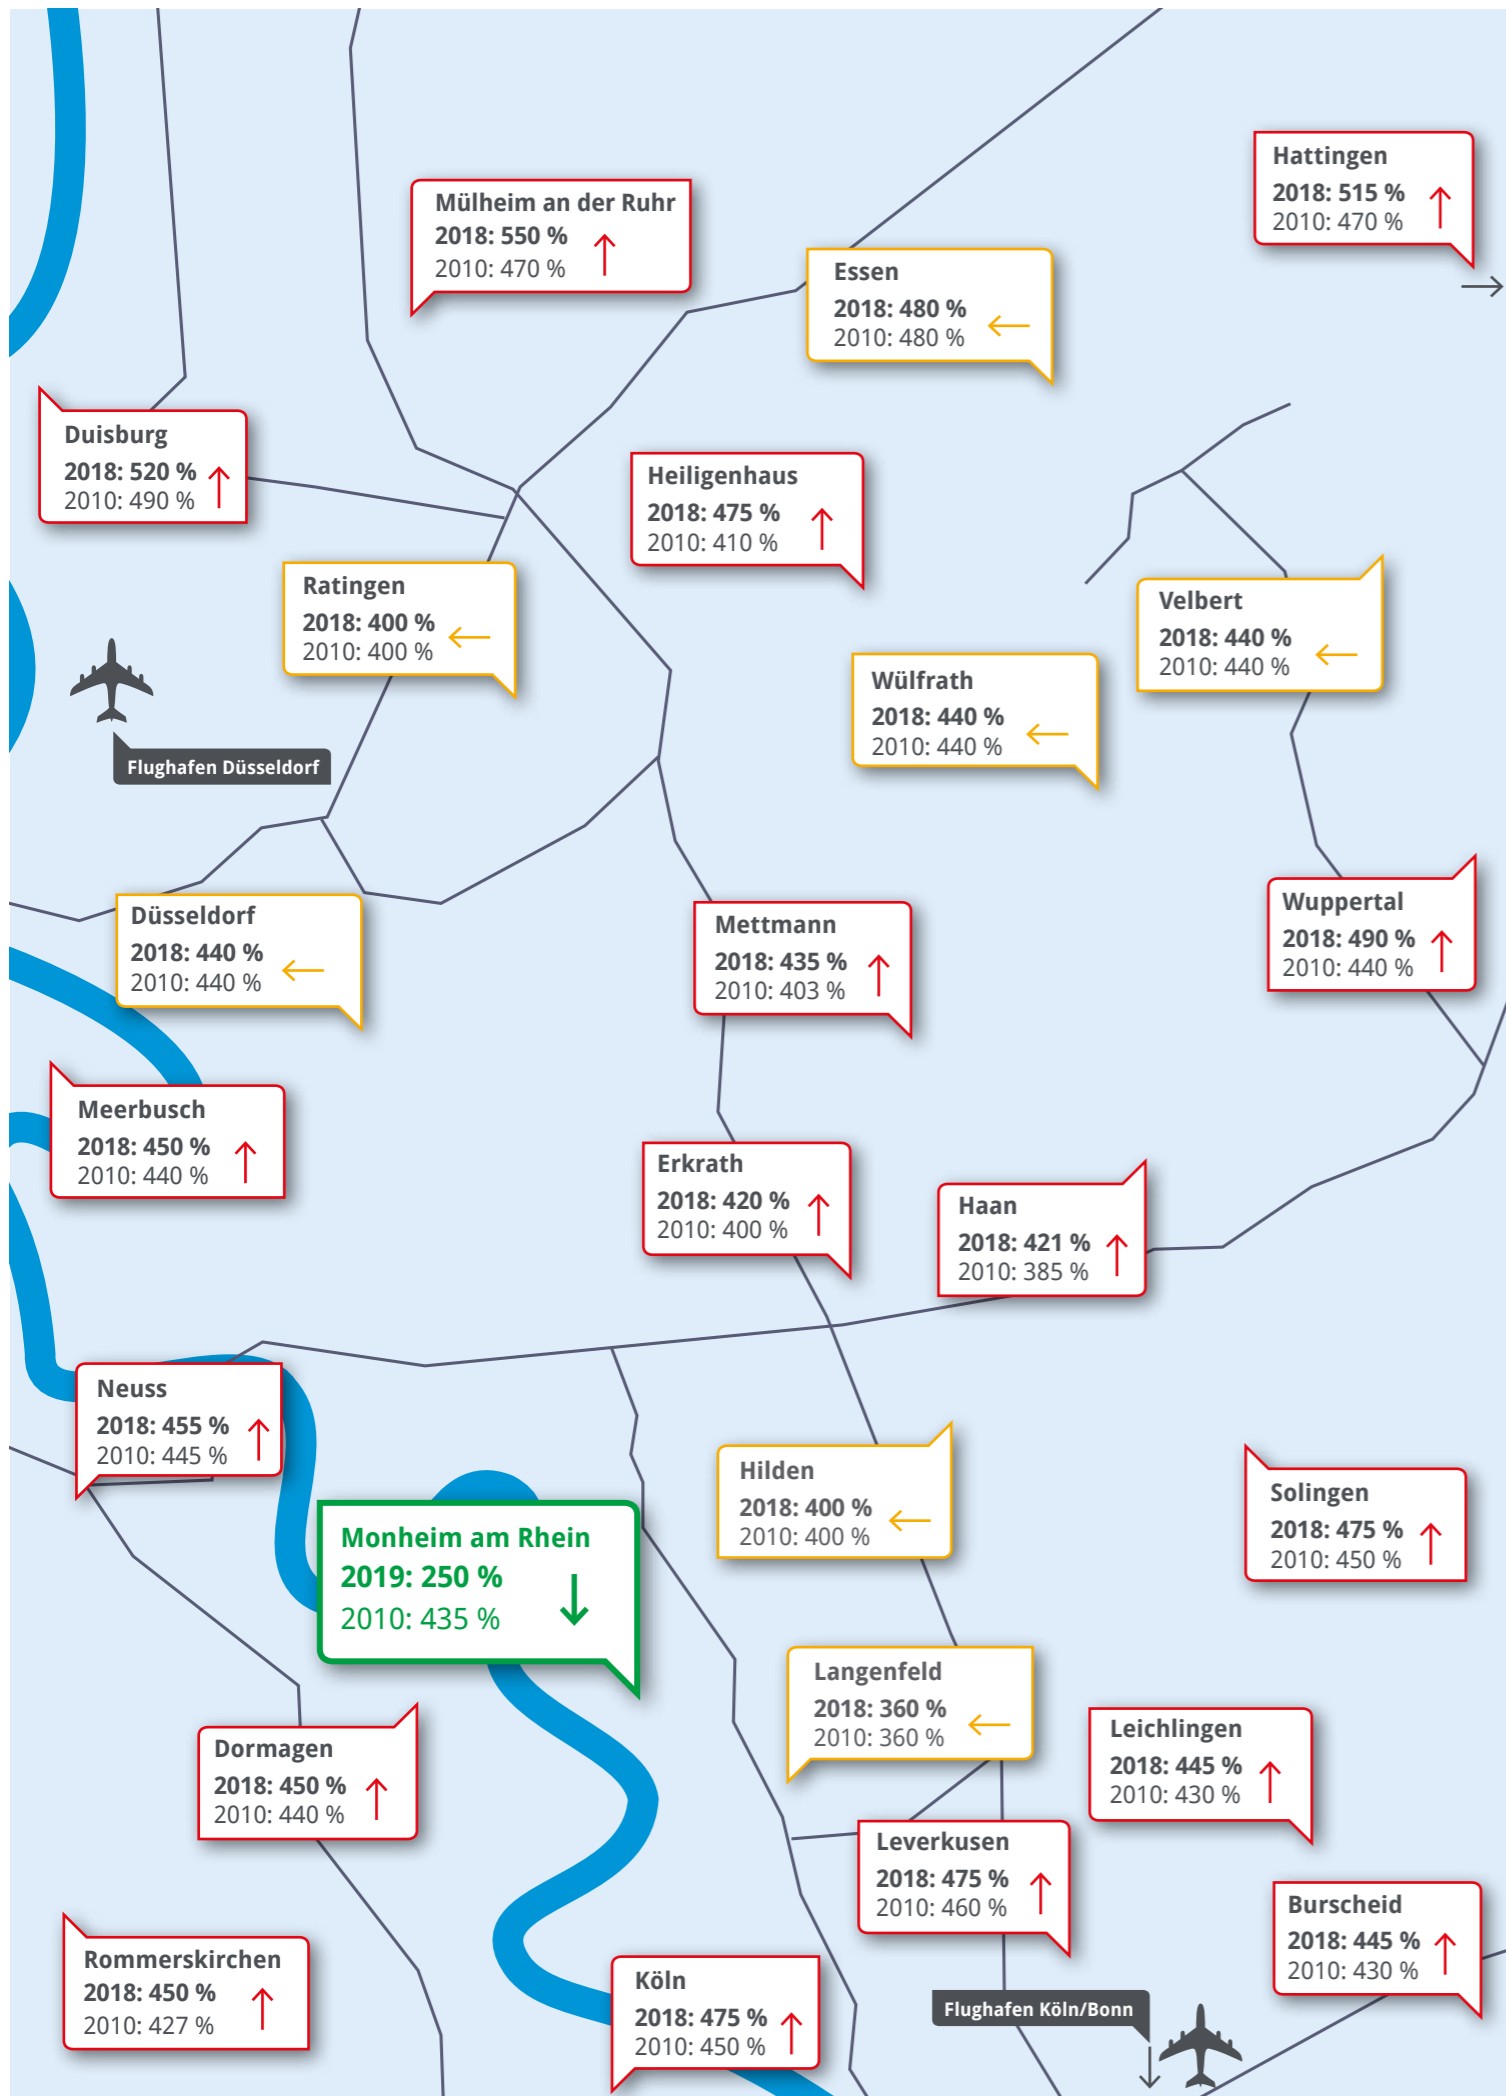 Hattingen
2018: 515 %
2010: 470 %
Mülheim an der Ruhr
2018: 550 %
2010: 470 %
Essen
2018: 480 %
2010: 480 %
Duisburg
2018: 520 %
2010: 490 %
Heiligenhaus
2018: 475 %
2010: 410 %
Ratingen
2018: 400 %
2010: 400 %
Velbert
2018: 440 %
2010: 440 %
Wülfrath
2018: 440 %
2010: 440 %
Flughafen Düsseldorf
Düsseldorf
2018: 440 %
2010: 440 %
Mettmann
2018: 435 %
2010: 403 %
Wuppertal
2018: 490 %
2010: 440 %
Meerbusch
2018: 450 %
2010: 440 %
Erkrath
2018: 420 %
2010: 400 %
Haan
2018: 421 %
2010: 385 %
Neuss
2018: 455 %
2010: 445 %
Hilden
2018: 400 %
2010: 400 %
Solingen
2018: 475 %
2010: 450 %
Monheim am Rhein
2019: 250 %
2010: 435 %
Langenfeld
2018: 360 %
2010: 360 %
Leichlingen
2018: 445 %
2010: 430 %
Dormagen
2018: 450 %
2010: 440 %
Leverkusen
2018: 475 %
2010: 460 %
Burscheid
2018: 445 %
2010: 430 %
Rommerskirchen
2018: 450 %
2010: 427 %
Köln
2018: 475 %
2010: 450 %
Flughafen Köln/Bonn